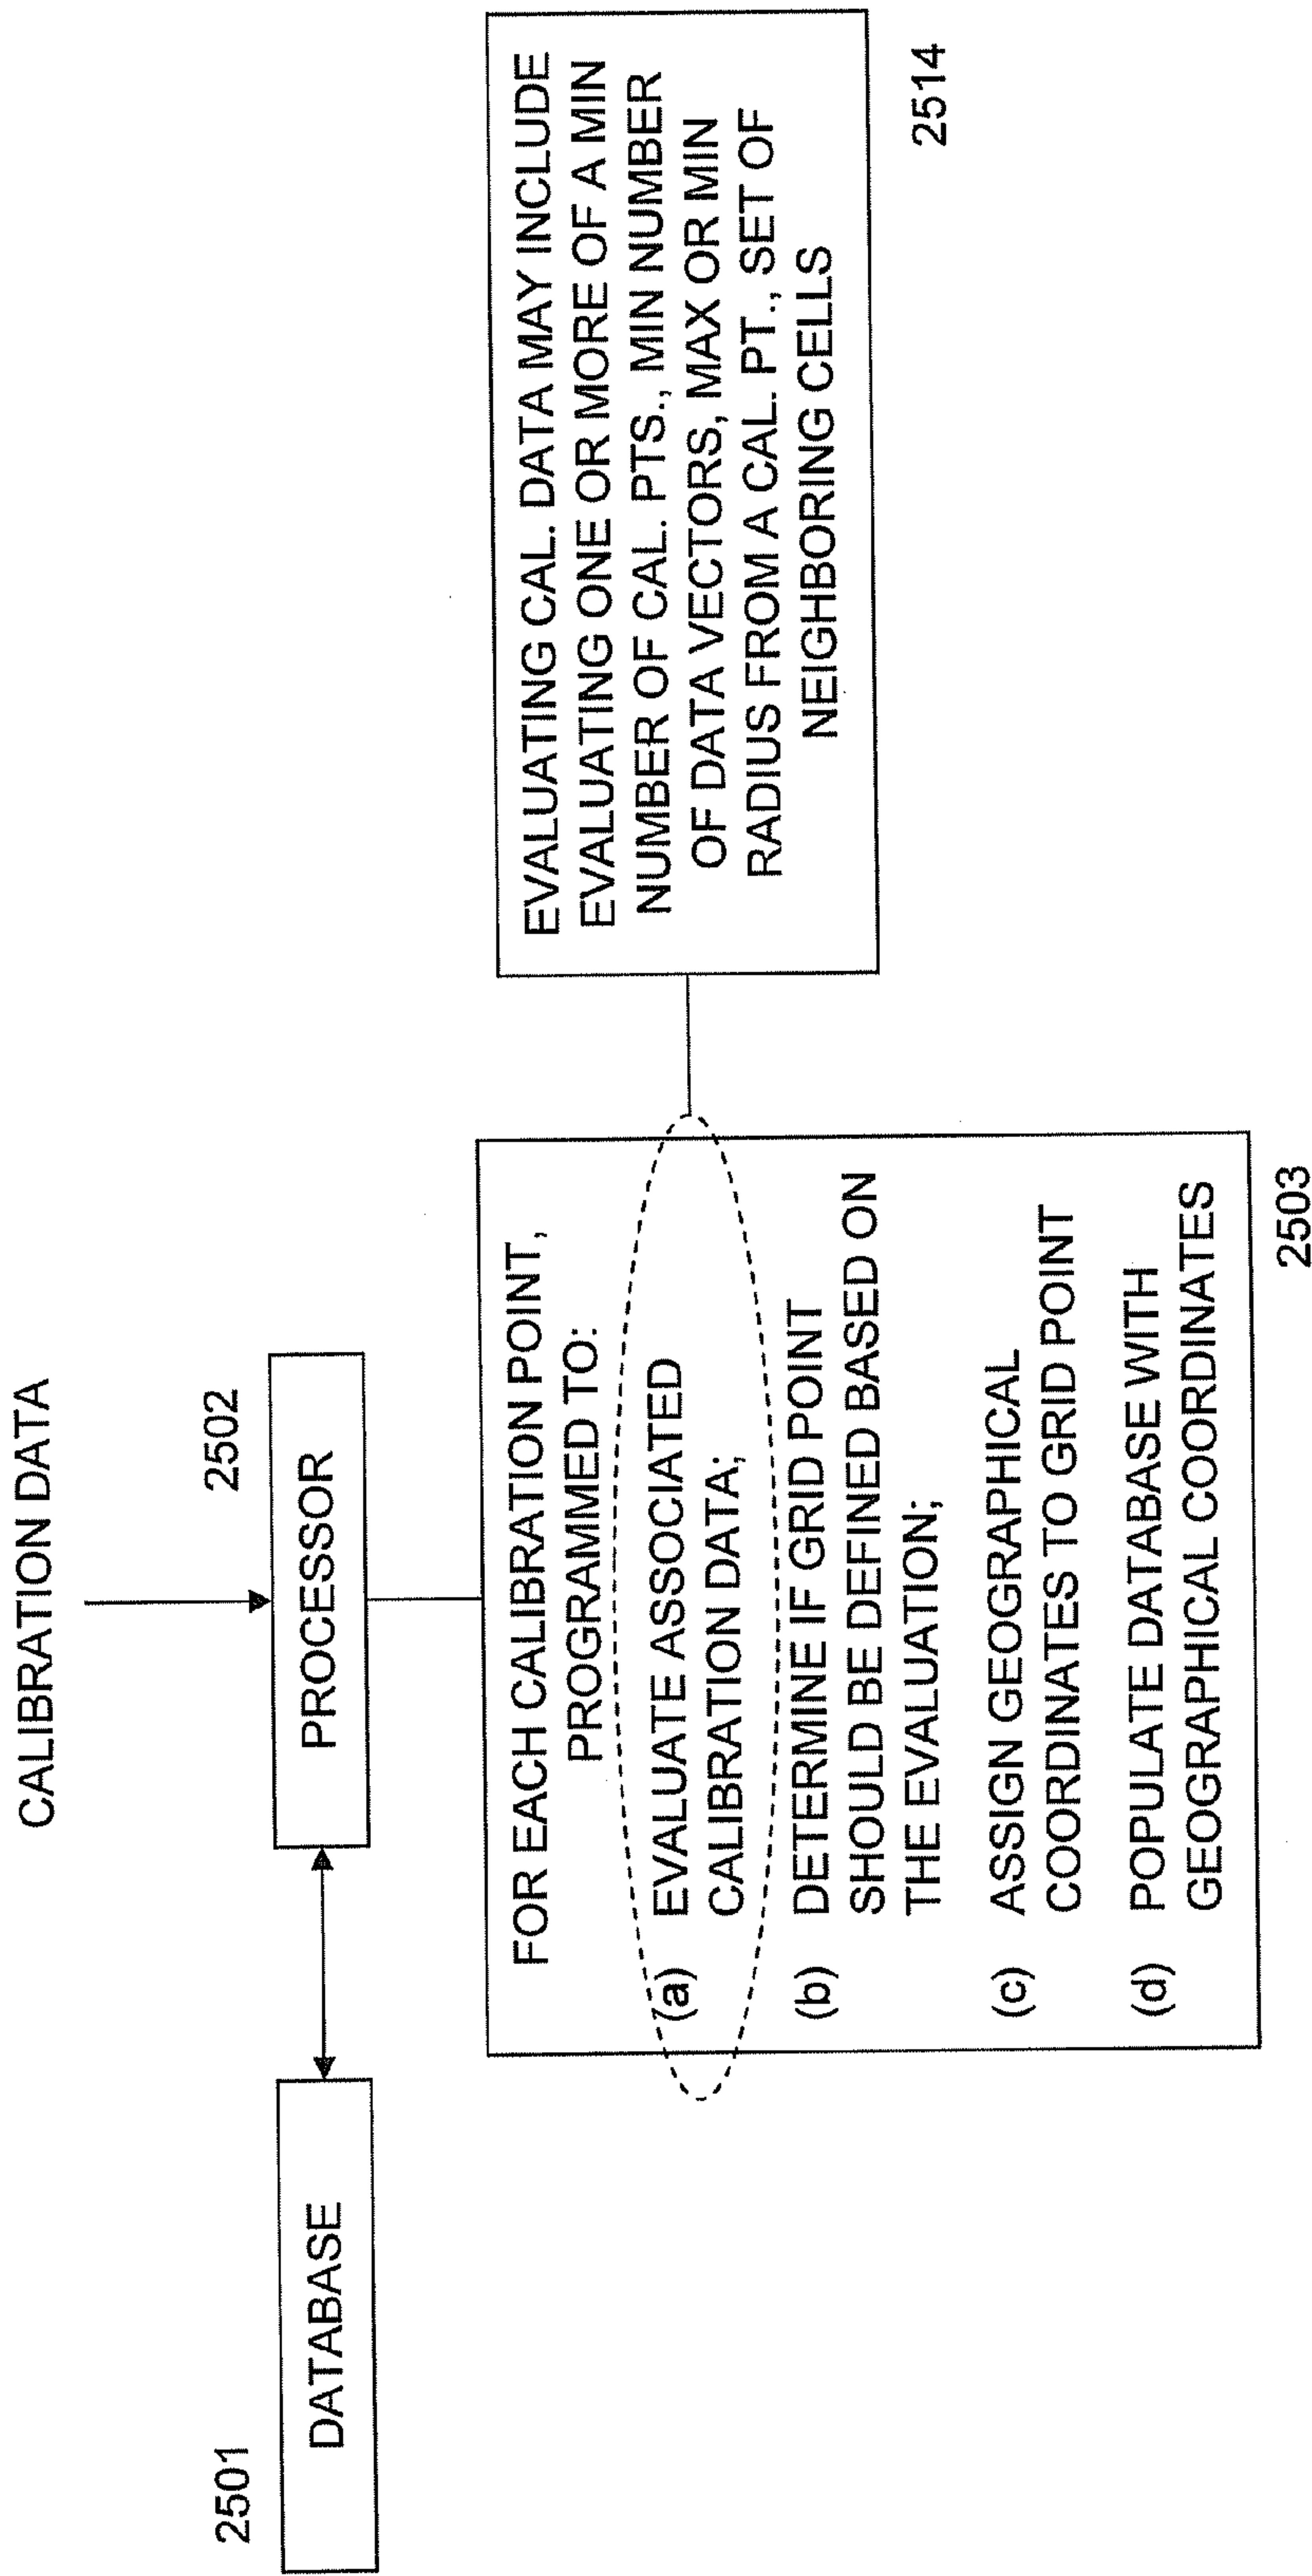 CALIBRATION DATA
2501
DATABASE
2502
PROCESSOR
FOR EACH CALIBRATION POINT,
PROGRAMMED TO:
(a) EVALUATE ASSOCIATED
CALIBRATION DATA;
(b) DETERMINE IF GRID POINT
SHOULD BE DEFINED BASED ON
THE EVALUATION;
(c) ASSIGN GEOGRAPHICAL
COORDINATES TO GRID POINT
(d) POPULATE DATABASE WITH
GEOGRAPHICAL COORDINATES
2503
EVALUATING CAL. DATA MAY INCLUDE
EVALUATING ONE OR MORE OF A MIN
NUMBER OF CAL. PTS., MIN NUMBER
OF DATA VECTORS, MAX OR MIN
RADIUS FROM A CAL. PT., SET OF
NEIGHBORING CELLS
2514